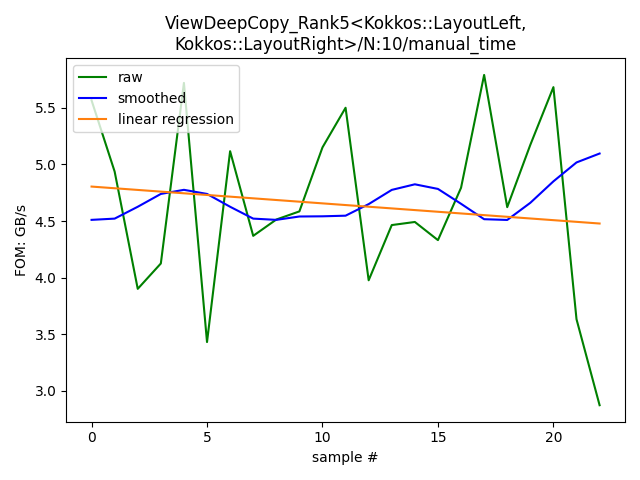 ViewDeepCopy_Rank5<Kokkos::LayoutLeft,
Kokkos::LayoutRight>/N:10/manual_time
raw
smoothed
linear regression
FOM: GB/s
5.5
5.0
4.5
4.0
3.5
3.0
0 5 10 15 20
sample #